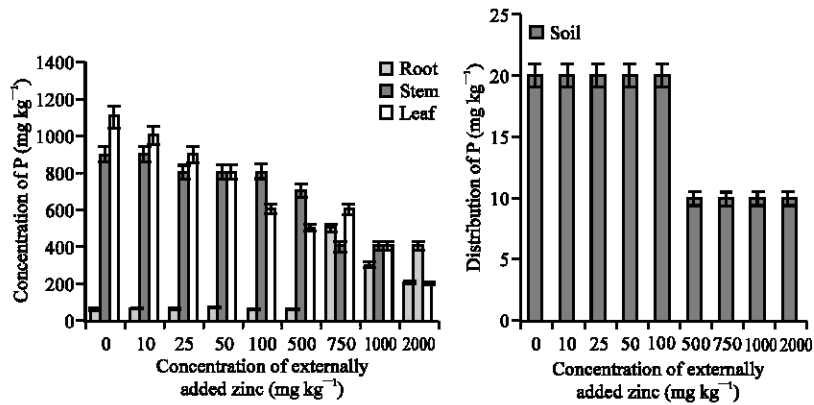 Root
Stem
Leaf
1400
1200
1000
800
600
400
200
0
Concentration of P (mg kg⁻¹)
0 10 25 50 100 500 750 1000 2000
Concentration of externally
added zinc (mg kg⁻¹)
Soil
25
20
15
10
5
0
Distribution of P (mg kg⁻¹)
0 10 25 50 100 500 750 1000 2000
Concentration of externally
added zinc (mg kg⁻¹)